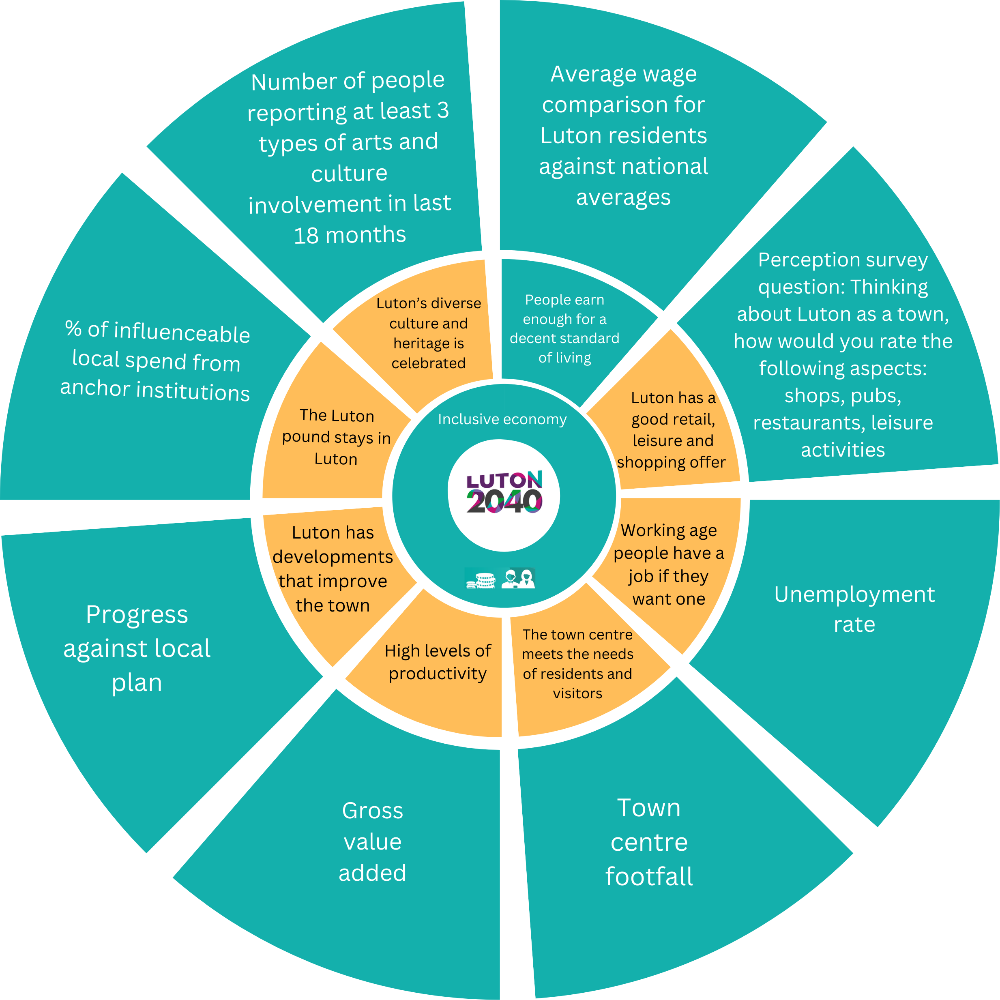 Average wage
comparison for
Luton residents
against national
averages
Perception survey
question: Thinking
about Luton as a town,
how would you rate the
following aspects:
shops, pubs,
restaurants, leisure
activities
Unemployment
rate
Town
centre
footfall
Gross
value
added
Progress
against local
plan
% of influenceable
local spend from
anchor institutions
Number of people
reporting at least 3
types of arts and
culture
involvement in last
18 months
People earn
enough for a
decent standard
of living
Luton has a
good retail,
leisure and
shopping offer
Working age
people have a
job if they
want one
The town centre
meets the needs
of residents and
visitors
High levels of
productivity
Luton has
developments
that improve
the town
The Luton
pound stays in
Luton
Luton’s diverse
culture and
heritage is
celebrated
Inclusive economy
LUTON
2040